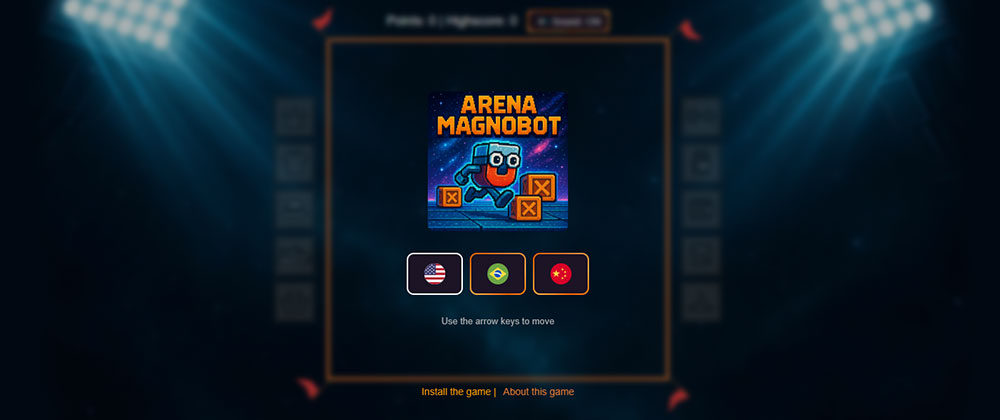 Points: 0 | Highscore: 0
ARENA
MAGNOBOT
Use the arrow keys to move
Install the game | About this game